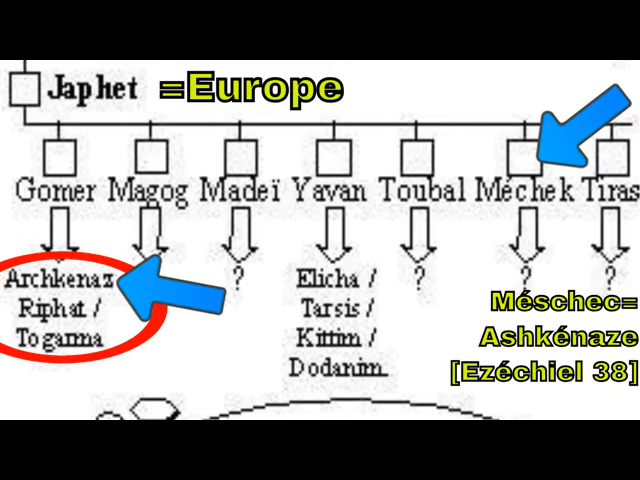 Japhet =Europe
Gomer Magog Madeï Yavan Toubal Méchek Tiras
Archkenaz ? Elicha / ? ? ?
Riphat / Tarsis /
Togarma Kittim /
Dodanim.
Méschec=
Ashkénaze
[Ezéchiel 38]